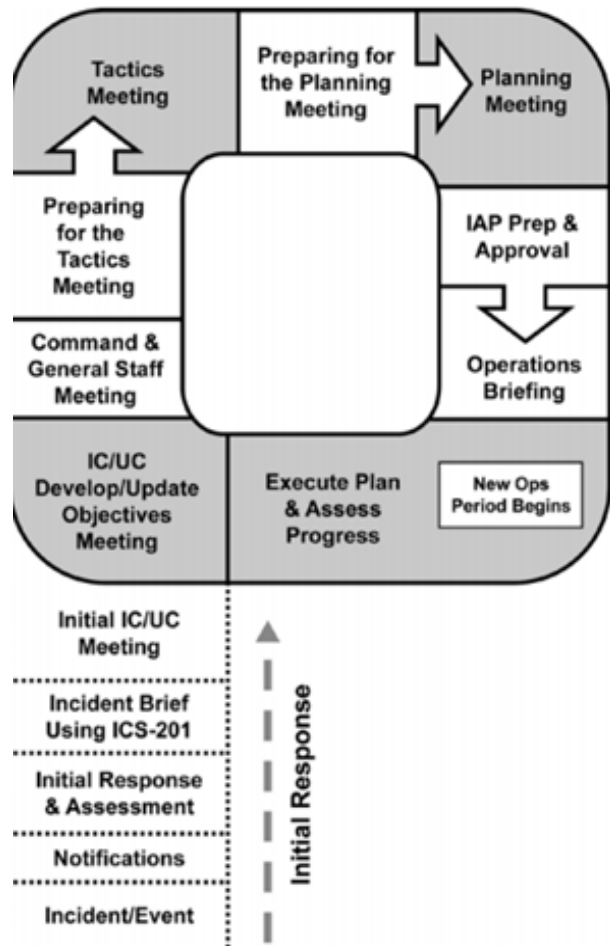 Tactics
Meeting
Preparing for
the Planning
Meeting
Planning
Meeting
Preparing
for the
Tactics
Meeting
IAP Prep &
Approval
Command &
General Staff
Meeting
Operations
Briefing
IC/UC
Develop/Update
Objectives
Meeting
Execute Plan
& Assess
Progress
New Ops
Period Begins
Initial IC/UC
Meeting
Incident Brief
Using ICS-201
Initial Response
& Assessment
Notifications
Incident/Event
Initial Response